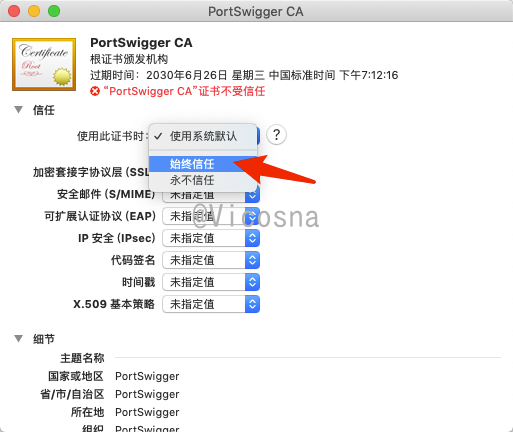 PortSwigger CA
Certificate
Root
PortSwigger CA
根证书颁发机构
过期时间：2030年6月26日 星期三 中国标准时间 下午7:12:16
“PortSwigger CA”证书不受信任
信任
使用此证书时： ✓ 使用系统默认 ?
始终信任
永不信任
加密套接字协议层 (SSL
安全邮件 (S/MIME) 未指定值
可扩展认证协议 (EAP) 未指定值
@Vicosna
IP 安全 (IPsec) 未指定值
代码签名 未指定值
时间戳 未指定值
X.509 基本策略 未指定值
细节
主题名称
国家或地区 PortSwigger
省/市/自治区 PortSwigger
所在地 PortSwigger
组织 PortSwigger